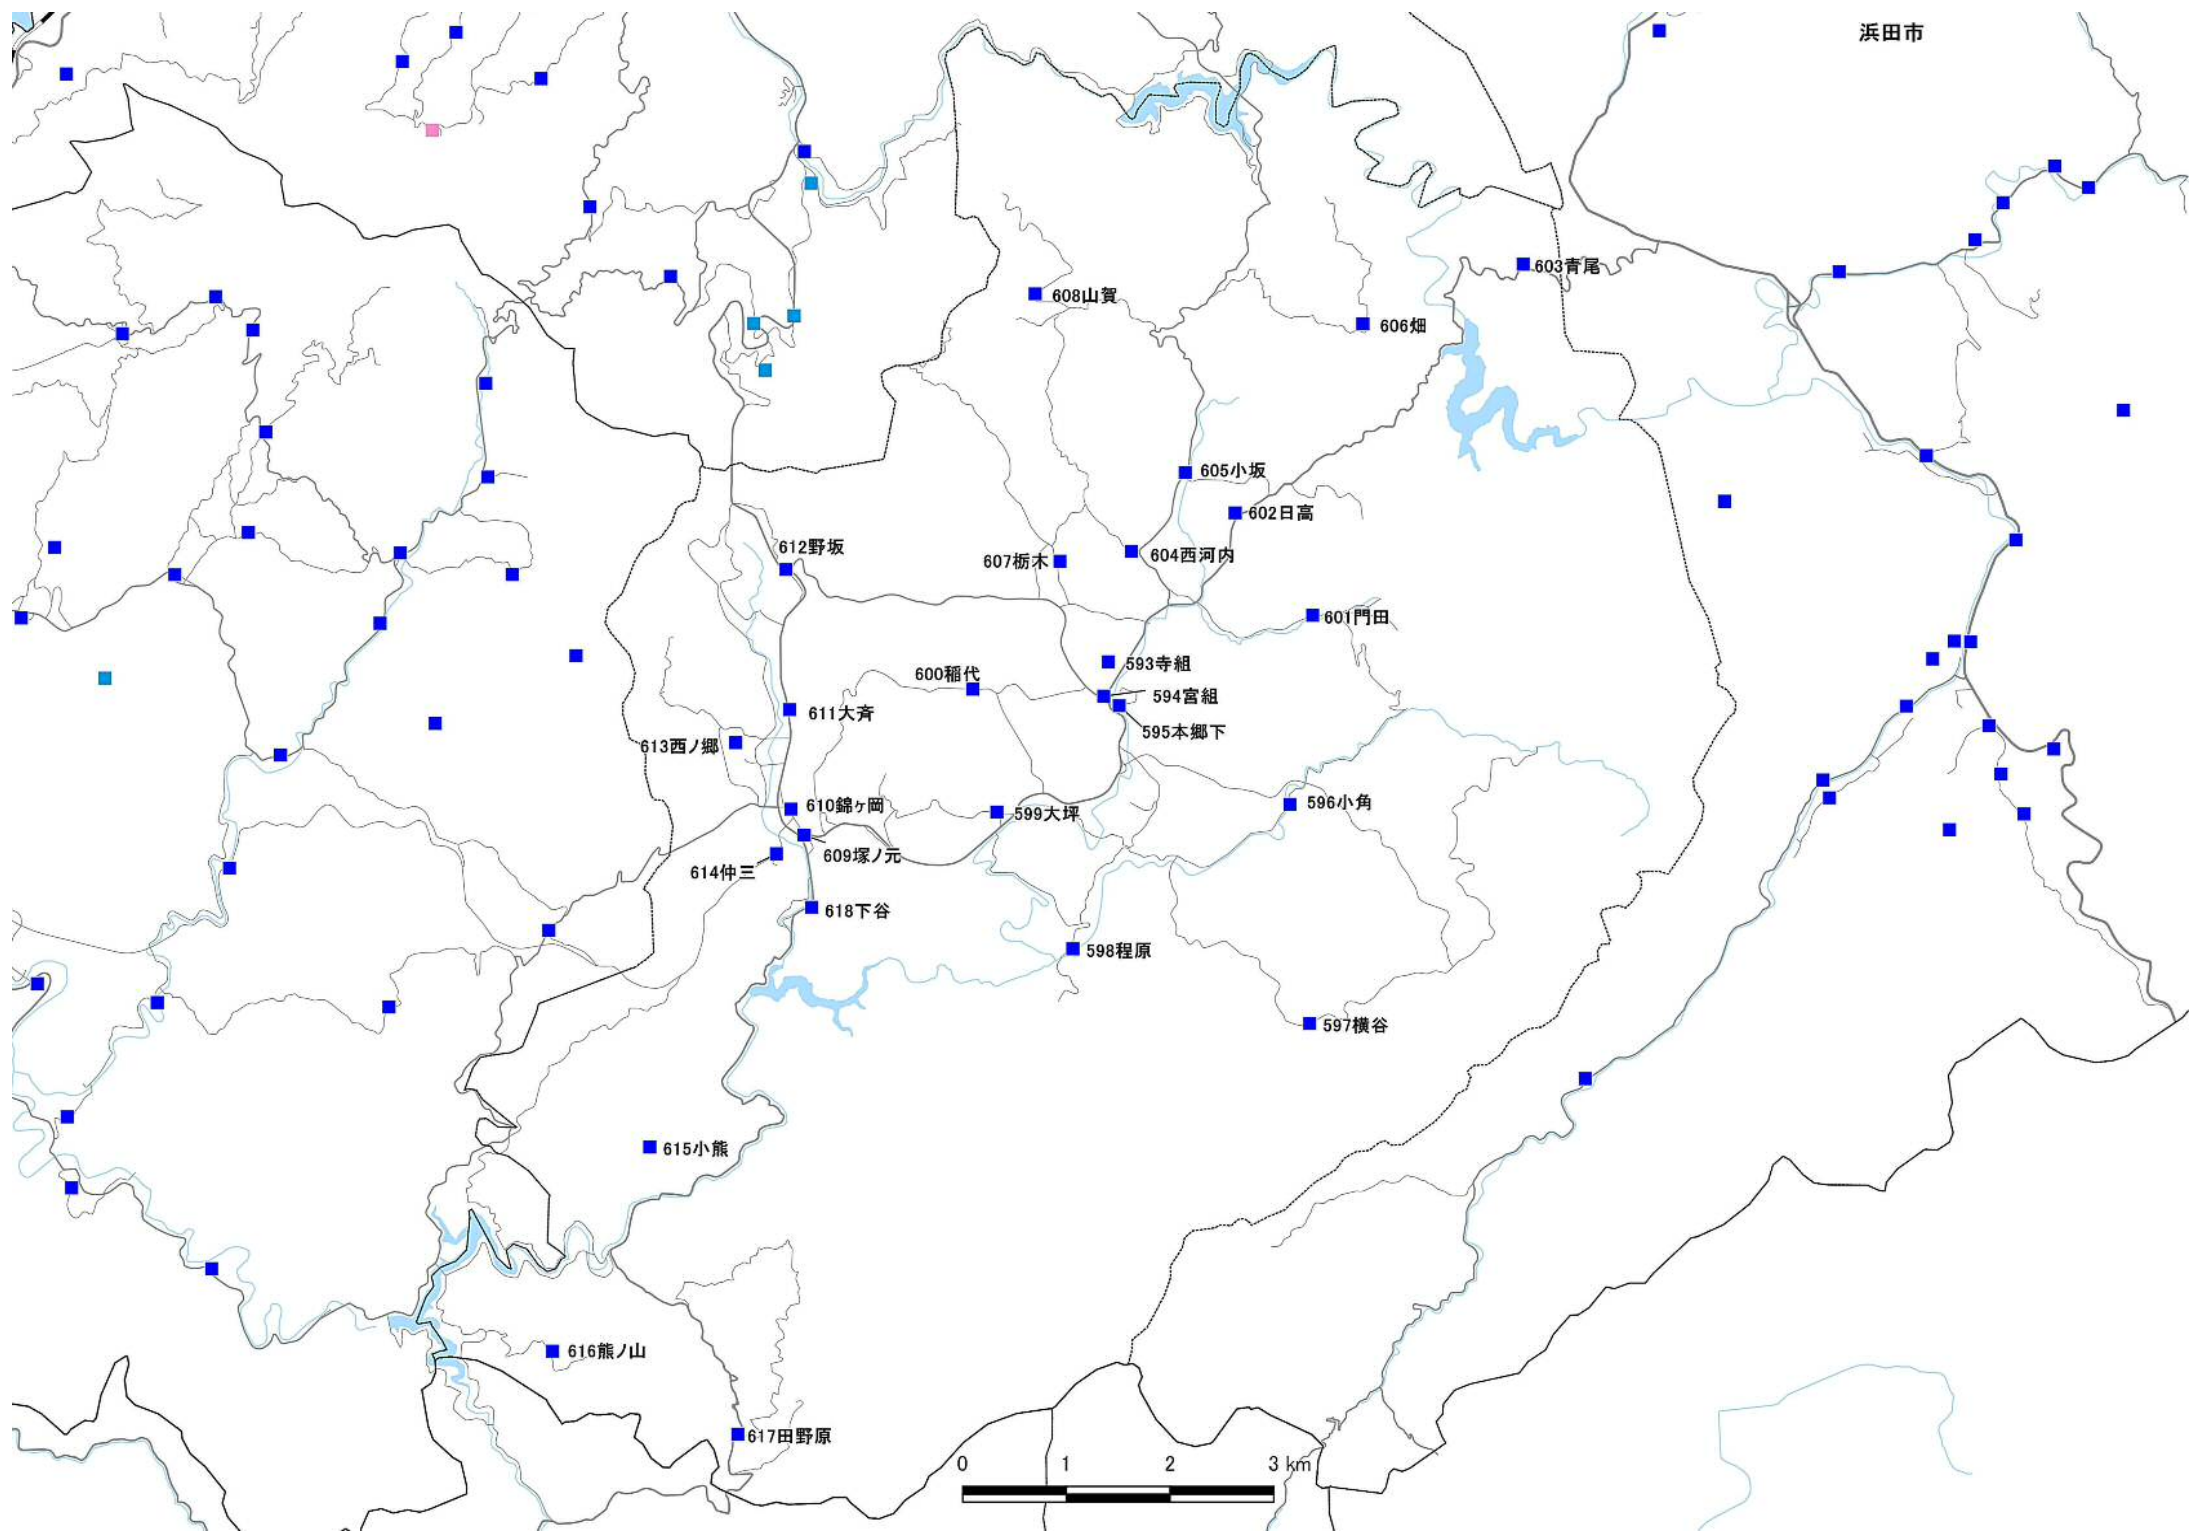 浜田市
603青尾
608山賀
606畑
605小坂
602日高
612野坂
604西河内
607栃木
601門田
593寺組
600稲代
594宮組
611大斉
595本郷下
613西ノ郷
596小角
610錦ヶ岡
599大坪
609塚ノ元
614仲三
618下谷
598程原
597横谷
615小熊
616熊ノ山
617田野原
0 1 2 3 km